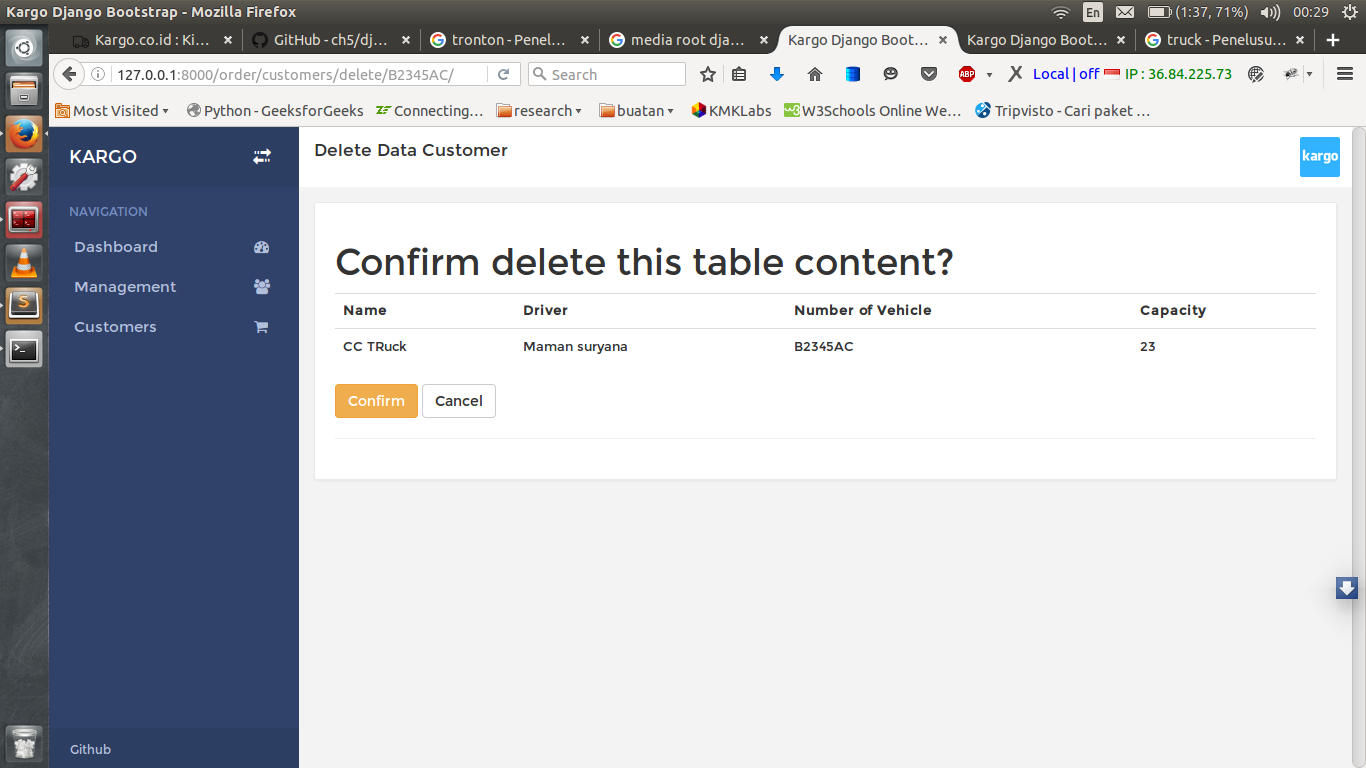 Kargo Django Bootstrap - Mozilla Firefox
En
(1:37, 71%)
00:29
Kargo.co.id : Ki...
GitHub - ch5/dj...
tronton - Penel...
media root dja...
Kargo Django Boot...
Kargo Django Boot...
truck - Penelusu...
127.0.0.1:8000/order/customers/delete/B2345AC/
Search
ABP
X
Local | off
IP : 36.84.225.73
Most Visited
Python - GeeksforGeeks
Connecting...
research
buatan
KMKLabs
W3Schools Online We...
Tripvisto - Cari paket ...
KARGO
Delete Data Customer
kargo
NAVIGATION
Dashboard
Management
Customers
Confirm delete this table content?
Name Driver Number of Vehicle Capacity
CC TRuck Maman suryana B2345AC 23
Confirm Cancel
Github